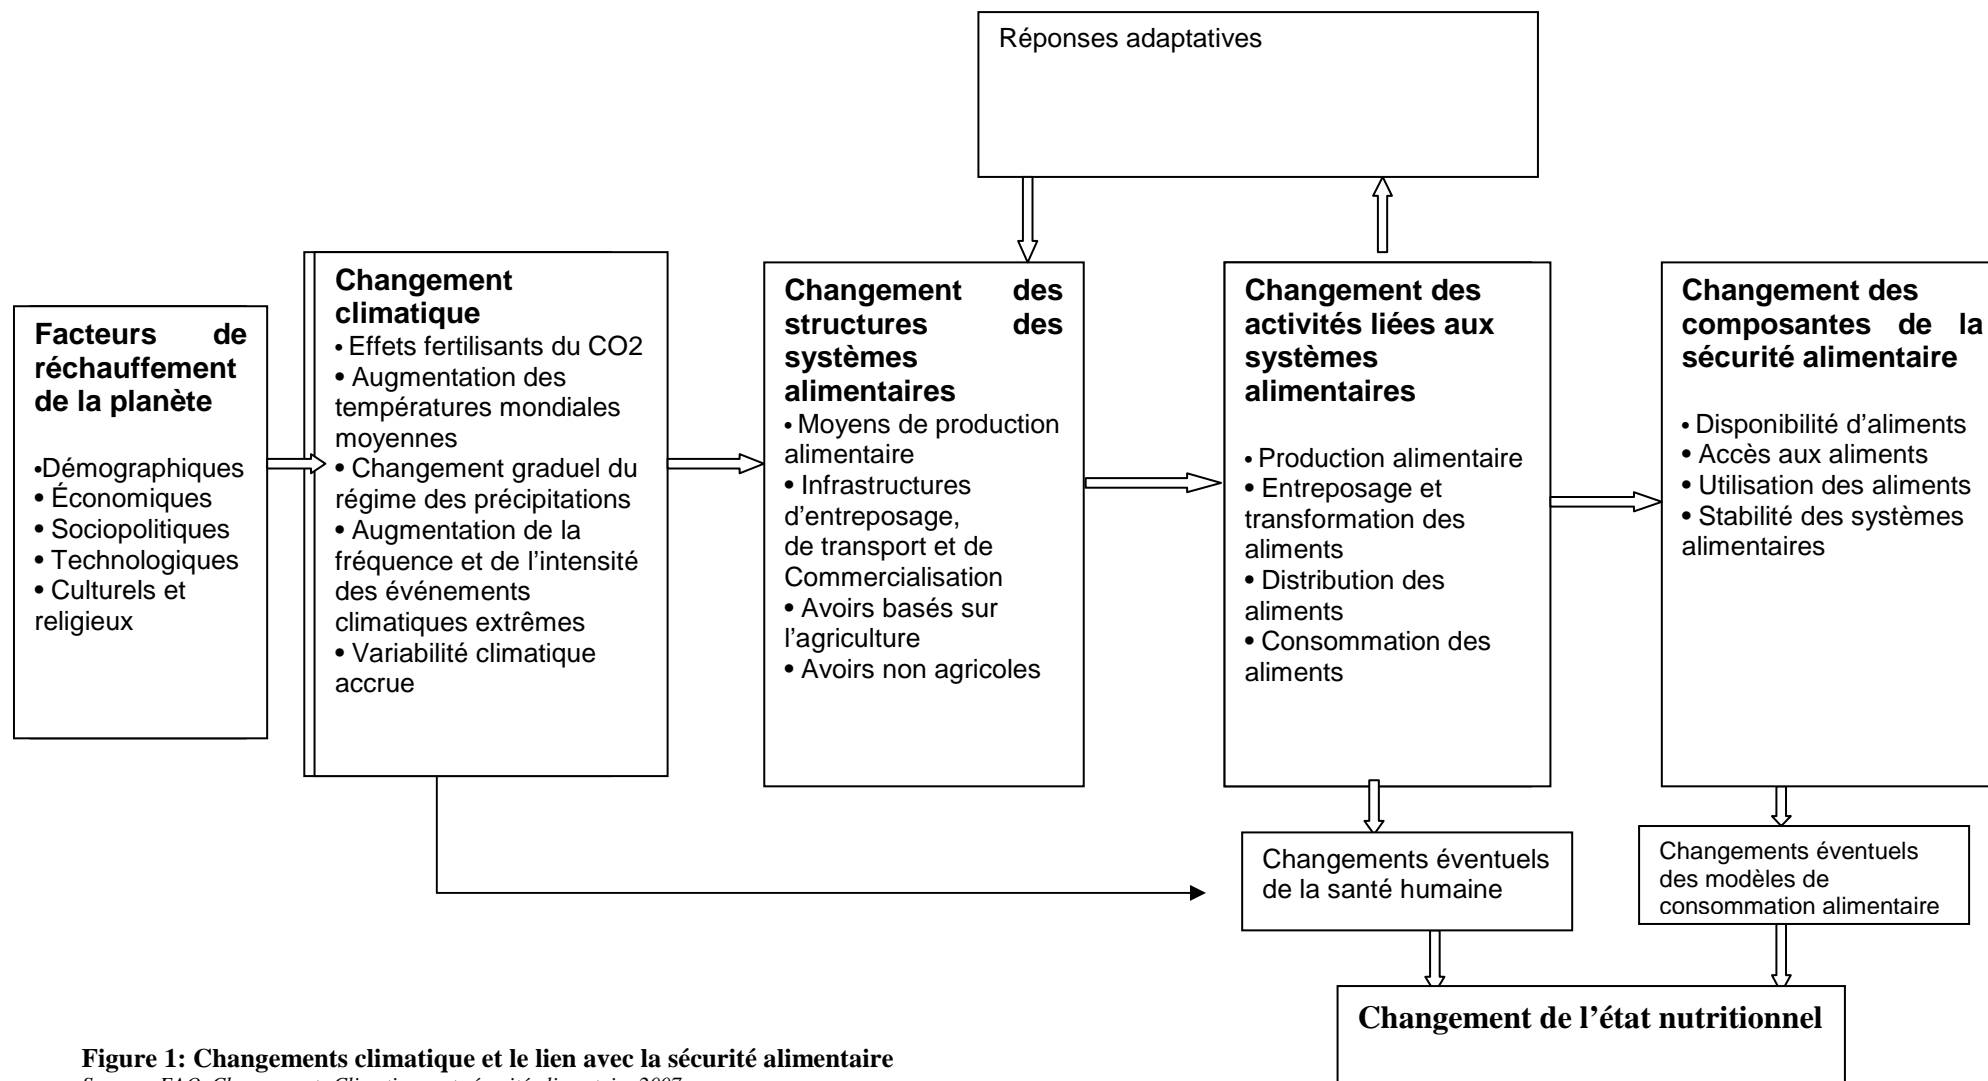 Réponses adaptatives
Facteurs de
réchauffement
de la planète
•Démographiques
• Économiques
• Sociopolitiques
• Technologiques
• Culturels et
religieux
Changement
climatique
• Effets fertilisants du CO2
• Augmentation des
températures mondiales
moyennes
• Changement graduel du
régime des précipitations
• Augmentation de la
fréquence et de l’intensité
des événements
climatiques extrêmes
• Variabilité climatique
accrue
Changement des
structures des
systèmes
alimentaires
• Moyens de production
alimentaire
• Infrastructures
d’entreposage,
de transport et de
Commercialisation
• Avoirs basés sur
l’agriculture
• Avoirs non agricoles
Changement des
activités liées aux
systèmes
alimentaires
• Production alimentaire
• Entreposage et
transformation des
aliments
• Distribution des
aliments
• Consommation des
aliments
Changement des
composantes de la
sécurité alimentaire
• Disponibilité d’aliments
• Accès aux aliments
• Utilisation des aliments
• Stabilité des systèmes
alimentaires
Changements éventuels
de la santé humaine
Changements éventuels
des modèles de
consommation alimentaire
Changement de l’état nutritionnel
Figure 1: Changements climatique et le lien avec la sécurité alimentaire